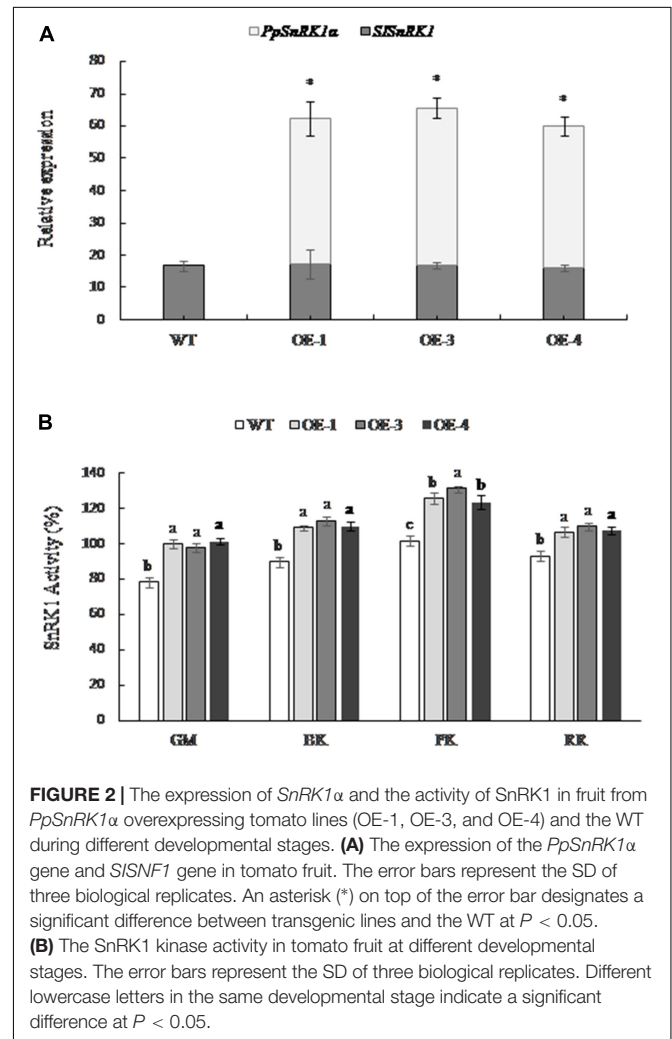 A
PpSnRK1α SlSnRK1
80
70
60
50
40
30
20
10
0
Relative expression
* * *
WT OE-1 OE-3 OE-4
B
WT OE-1 OE-3 OE-4
140
120
100
80
60
40
20
0
SnRK1 Activity (%)
b a a a
b a a a
c b a b
b a a a
GM BK PK RR
FIGURE 2 | The expression of SnRK1α and the activity of SnRK1 in fruit from
PpSnRK1α overexpressing tomato lines (OE-1, OE-3, and OE-4) and the WT
during different developmental stages. (A) The expression of the PpSnRK1α
gene and SlSNF1 gene in tomato fruit. The error bars represent the SD of
three biological replicates. An asterisk (*) on top of the error bar designates a
significant difference between transgenic lines and the WT at P < 0.05.
(B) The SnRK1 kinase activity in tomato fruit at different developmental
stages. The error bars represent the SD of three biological replicates. Different
lowercase letters in the same developmental stage indicate a significant
difference at P < 0.05.